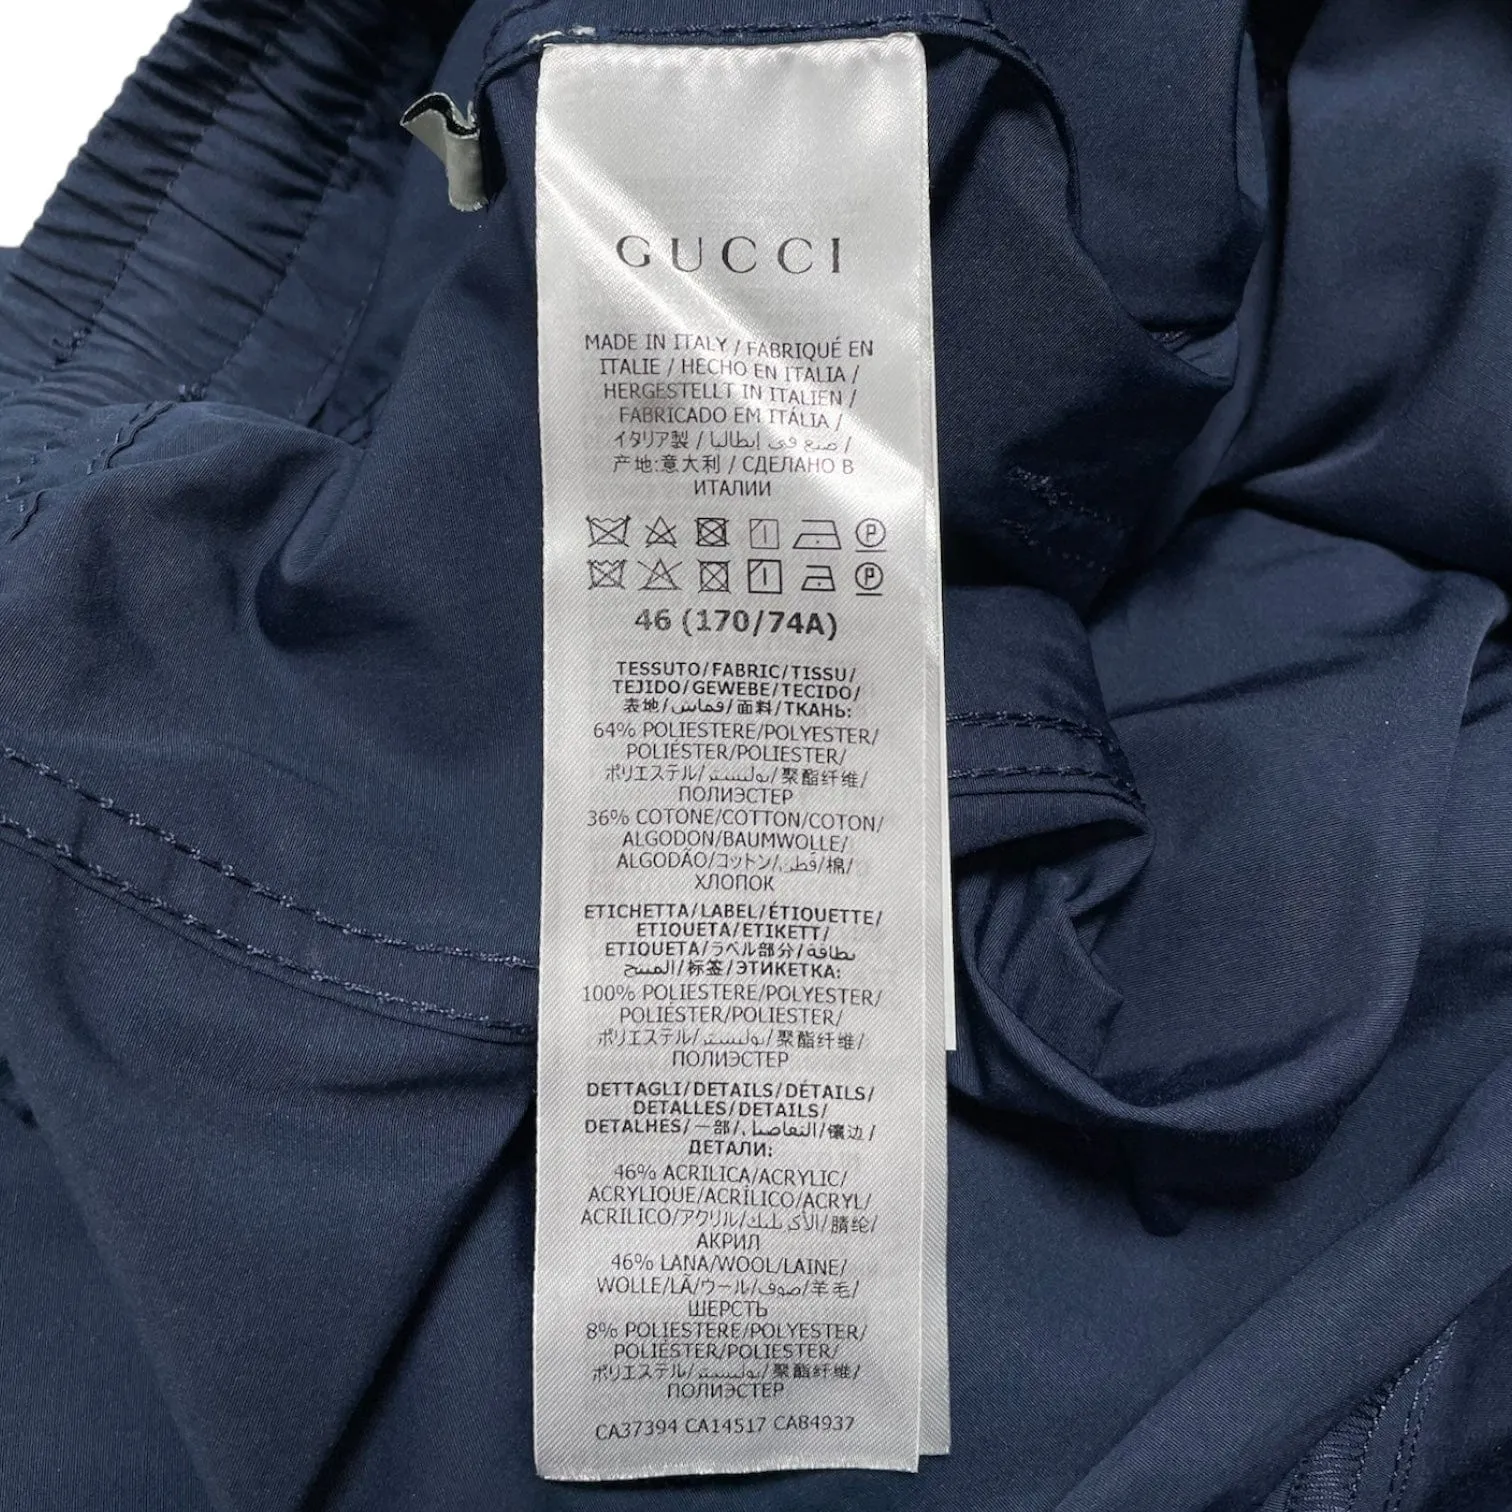 GUCCI
MADE IN ITALY / FABRIQUÉ EN
ITALIE / HECHO EN ITALIA /
HERGESTELLT IN ITALIEN /
FABRICADO EM ITÁLIA /
イタリア製 / صنع في إيطاليا /
产地:意大利 / СДЕЛАНО В
ИТАЛИИ
P
P
46 (170/74A)
TESSUTO/FABRIC/TISSU/
TEJIDO/GEWEBE/TECIDO/
表地/قماش/面料/ТКАНЬ:
64% POLIESTERE/POLYESTER/
POLIÉSTER/POLIESTER/
ポリエステル/بوليستر/聚酯纤维/
ПОЛИЭСТЕР
36% COTONE/COTTON/COTON/
ALGODON/BAUMWOLLE/
ALGODÃO/コットン/قطن/棉/
ХЛОПОК
ETICHETTA/LABEL/ÉTIQUETTE/
ETIQUETA/ETIKETT/
ETIQUETA/ラベル部分/بطاقة
المنتج/标签/ЭТИКЕТКА:
100% POLIESTERE/POLYESTER/
POLIÉSTER/POLIESTER/
ポリエステル/بوليستر/聚酯纤维/
ПОЛИЭСТЕР
DETTAGLI/DETAILS/DÉTAILS/
DETALLES/DETAILS/
DETALHES/一部/التفاصيل/镶边/
ДЕТАЛИ:
46% ACRILICA/ACRYLIC/
ACRYLIQUE/ACRÍLICO/ACRYL/
ACRILICO/アクリル/الأكريليك/腈纶/
АКРИЛ
46% LANA/WOOL/LAINE/
WOLLE/LÃ/ウール/صوف/羊毛/
ШЕРСТЬ
8% POLIESTERE/POLYESTER/
POLIÉSTER/POLIESTER/
ポリエステル/بوليستر/聚酯纤维/
ПОЛИЭСТЕР
CA37394 CA14517 CA84937